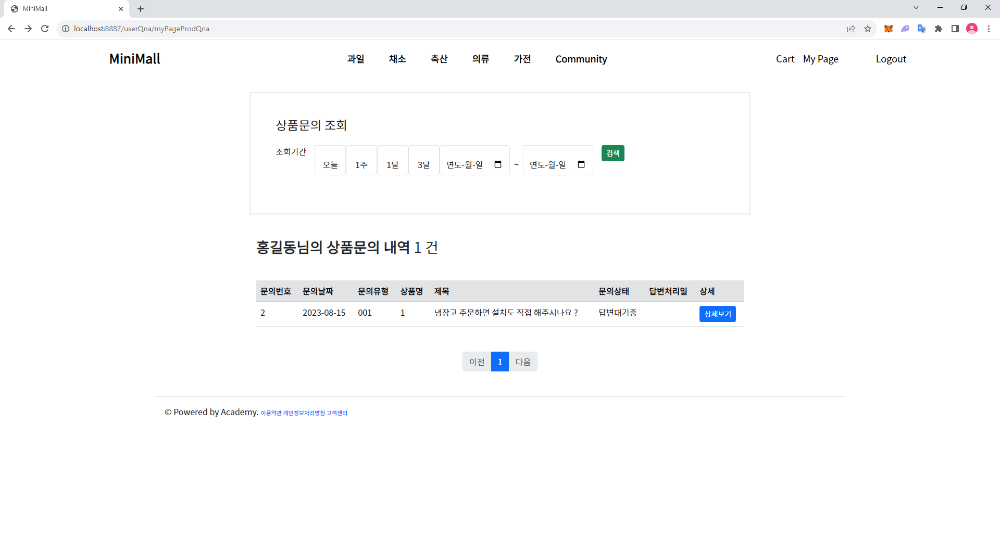 MiniMall
localhost:8887/userQna/myPageProdQna
MiniMall 과일 채소 축산 의류 가전 Community Cart My Page Logout
상품문의 조회
조회기간 오늘 1주 1달 3달 연도-월-일 ~ 연도-월-일 검색
홍길동님의 상품문의 내역 1 건
문의번호 문의날짜 문의유형 상품명 제목 문의상태 답변처리일 상세
2 2023-08-15 001 1 냉장고 주문하면 설치도 직접 해주시나요 ? 답변대기중 상세보기
이전 1 다음
© Powered by Academy. 이용약관 개인정보처리방침 고객센터